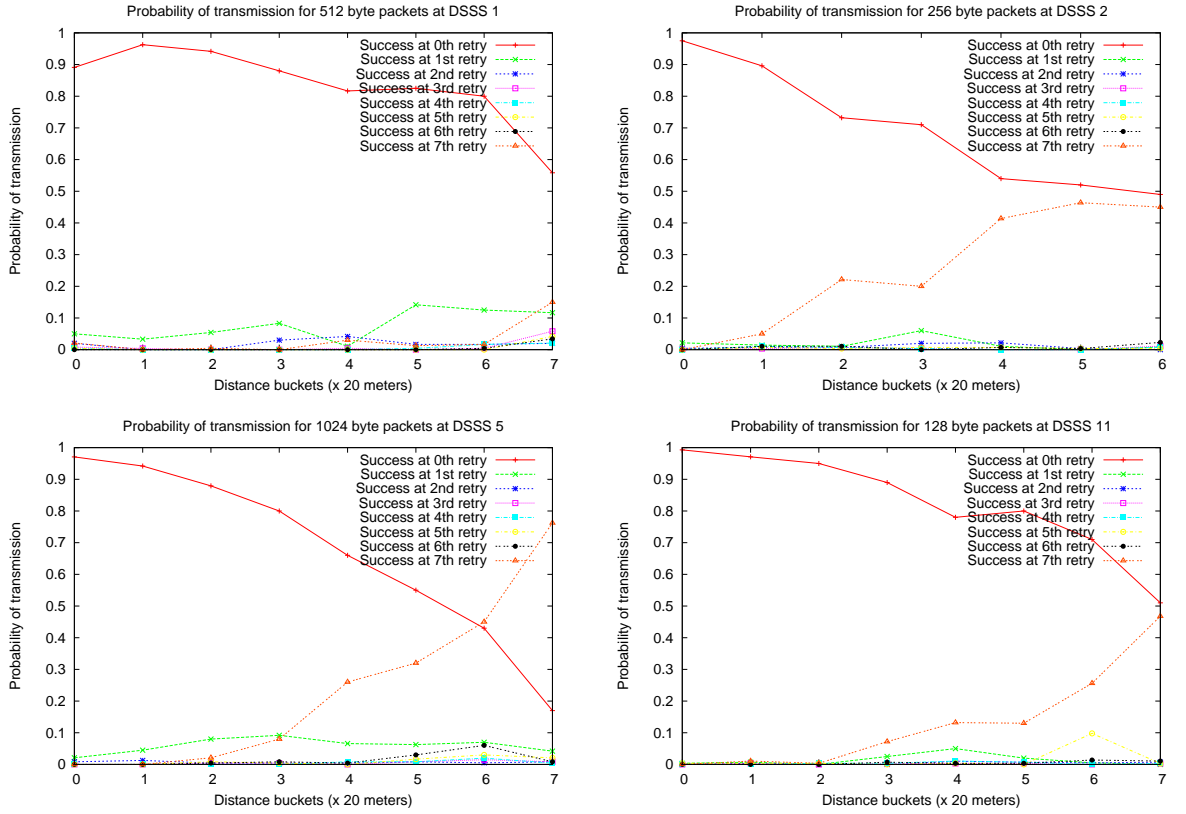 Probability of transmission for 512 byte packets at DSSS 1
1
0.9
0.8
0.7
0.6
0.5
0.4
0.3
0.2
0.1
0
Probability of transmission
Success at 0th retry
Success at 1st retry
Success at 2nd retry
Success at 3rd retry
Success at 4th retry
Success at 5th retry
Success at 6th retry
Success at 7th retry
0 1 2 3 4 5 6 7
Distance buckets (x 20 meters)
Probability of transmission for 256 byte packets at DSSS 2
1
0.9
0.8
0.7
0.6
0.5
0.4
0.3
0.2
0.1
0
Probability of transmission
Success at 0th retry
Success at 1st retry
Success at 2nd retry
Success at 3rd retry
Success at 4th retry
Success at 5th retry
Success at 6th retry
Success at 7th retry
0 1 2 3 4 5 6
Distance buckets (x 20 meters)
Probability of transmission for 1024 byte packets at DSSS 5
1
0.9
0.8
0.7
0.6
0.5
0.4
0.3
0.2
0.1
0
Probability of transmission
Success at 0th retry
Success at 1st retry
Success at 2nd retry
Success at 3rd retry
Success at 4th retry
Success at 5th retry
Success at 6th retry
Success at 7th retry
0 1 2 3 4 5 6 7
Distance buckets (x 20 meters)
Probability of transmission for 128 byte packets at DSSS 11
1
0.9
0.8
0.7
0.6
0.5
0.4
0.3
0.2
0.1
0
Probability of transmission
Success at 0th retry
Success at 1st retry
Success at 2nd retry
Success at 3rd retry
Success at 4th retry
Success at 5th retry
Success at 6th retry
Success at 7th retry
0 1 2 3 4 5 6 7
Distance buckets (x 20 meters)